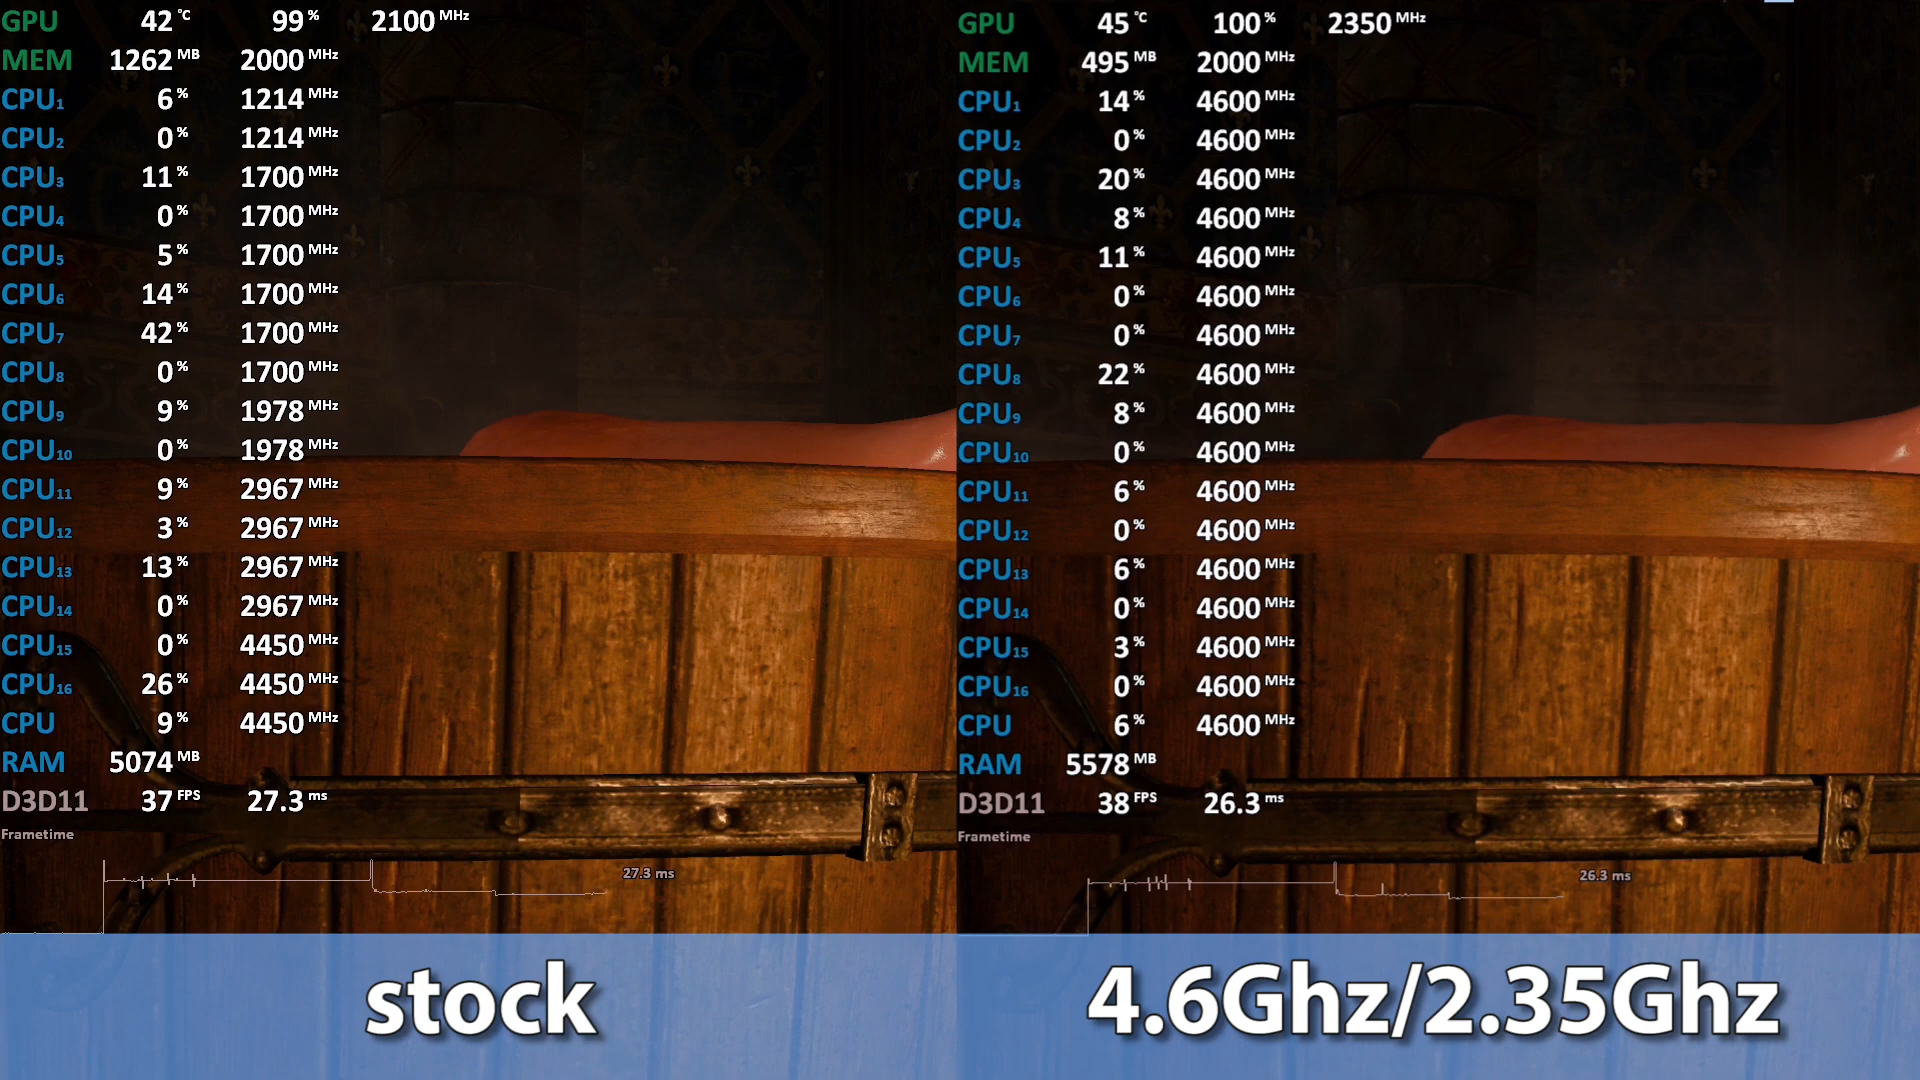 GPU 42 °C 99 % 2100 MHz
MEM 1262 MB 2000 MHz
CPU1 6 % 1214 MHz
CPU2 0 % 1214 MHz
CPU3 11 % 1700 MHz
CPU4 0 % 1700 MHz
CPU5 5 % 1700 MHz
CPU6 14 % 1700 MHz
CPU7 42 % 1700 MHz
CPU8 0 % 1700 MHz
CPU9 9 % 1978 MHz
CPU10 0 % 1978 MHz
CPU11 9 % 2967 MHz
CPU12 3 % 2967 MHz
CPU13 13 % 2967 MHz
CPU14 0 % 2967 MHz
CPU15 0 % 4450 MHz
CPU16 26 % 4450 MHz
CPU 9 % 4450 MHz
RAM 5074 MB
D3D11 37 FPS 27.3 ms
Frametime
27.3 ms
stock
GPU 45 °C 100 % 2350 MHz
MEM 495 MB 2000 MHz
CPU1 14 % 4600 MHz
CPU2 0 % 4600 MHz
CPU3 20 % 4600 MHz
CPU4 8 % 4600 MHz
CPU5 11 % 4600 MHz
CPU6 0 % 4600 MHz
CPU7 0 % 4600 MHz
CPU8 22 % 4600 MHz
CPU9 8 % 4600 MHz
CPU10 0 % 4600 MHz
CPU11 6 % 4600 MHz
CPU12 0 % 4600 MHz
CPU13 6 % 4600 MHz
CPU14 0 % 4600 MHz
CPU15 3 % 4600 MHz
CPU16 0 % 4600 MHz
CPU 6 % 4600 MHz
RAM 5578 MB
D3D11 38 FPS 26.3 ms
Frametime
26.3 ms
4.6Ghz/2.35Ghz